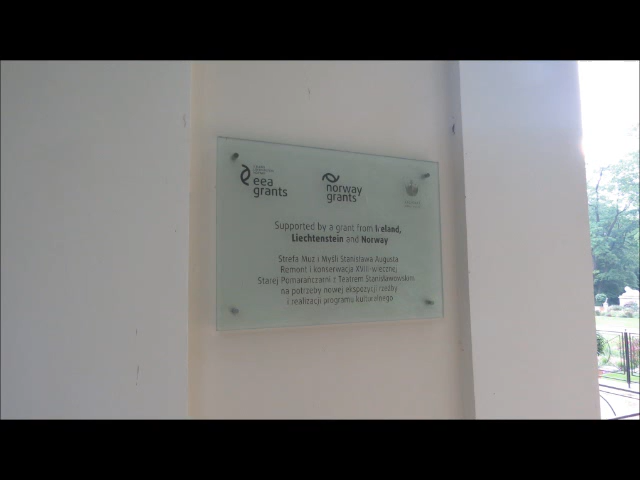 eea
grants
norway
grants
Supported by a grant from Iceland,
Liechtenstein and Norway
Strefa Muz i Myśli Stanisława Augusta
Remont i konserwacja XVIII-wiecznej
Starej Pomarańczarni z Teatrem Stanisławowskim
na potrzeby nowej ekspozycji rzeźby
i realizacji programu kulturalnego